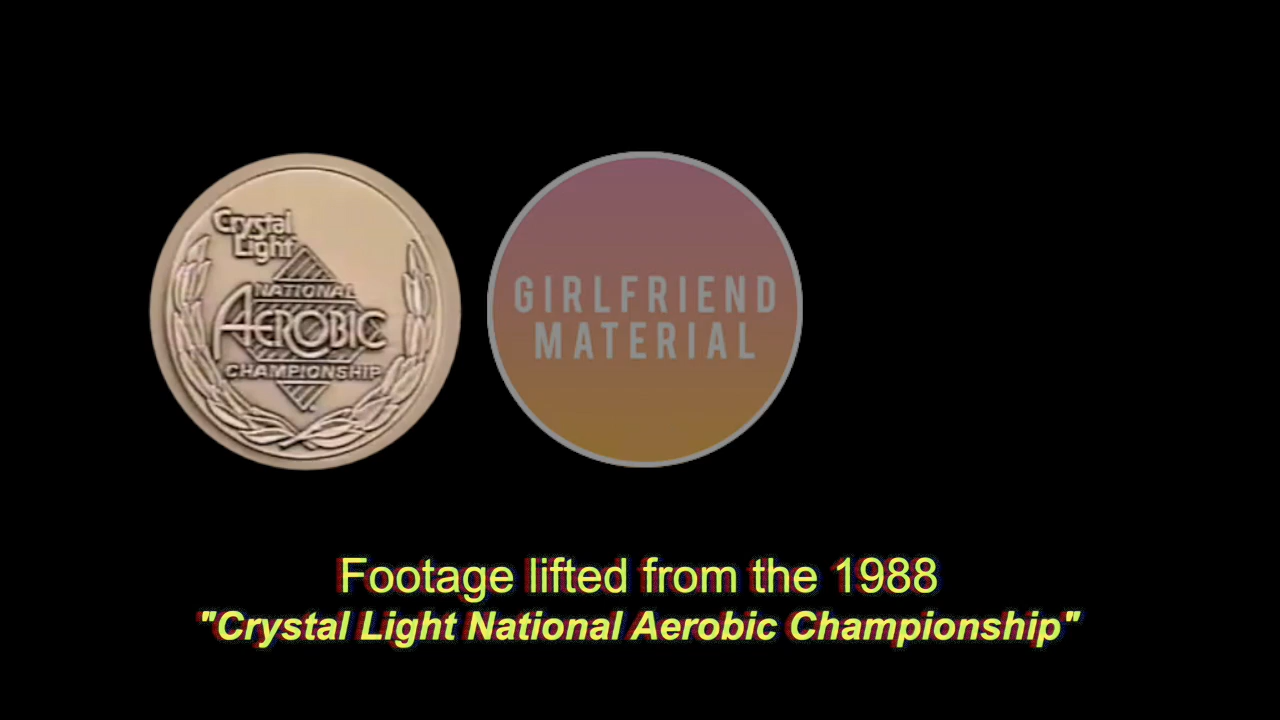 Crystal
Light
NATIONAL
AEROBIC
CHAMPIONSHIP
GIRLFRIEND
MATERIAL
Footage lifted from the 1988
"Crystal Light National Aerobic Championship"